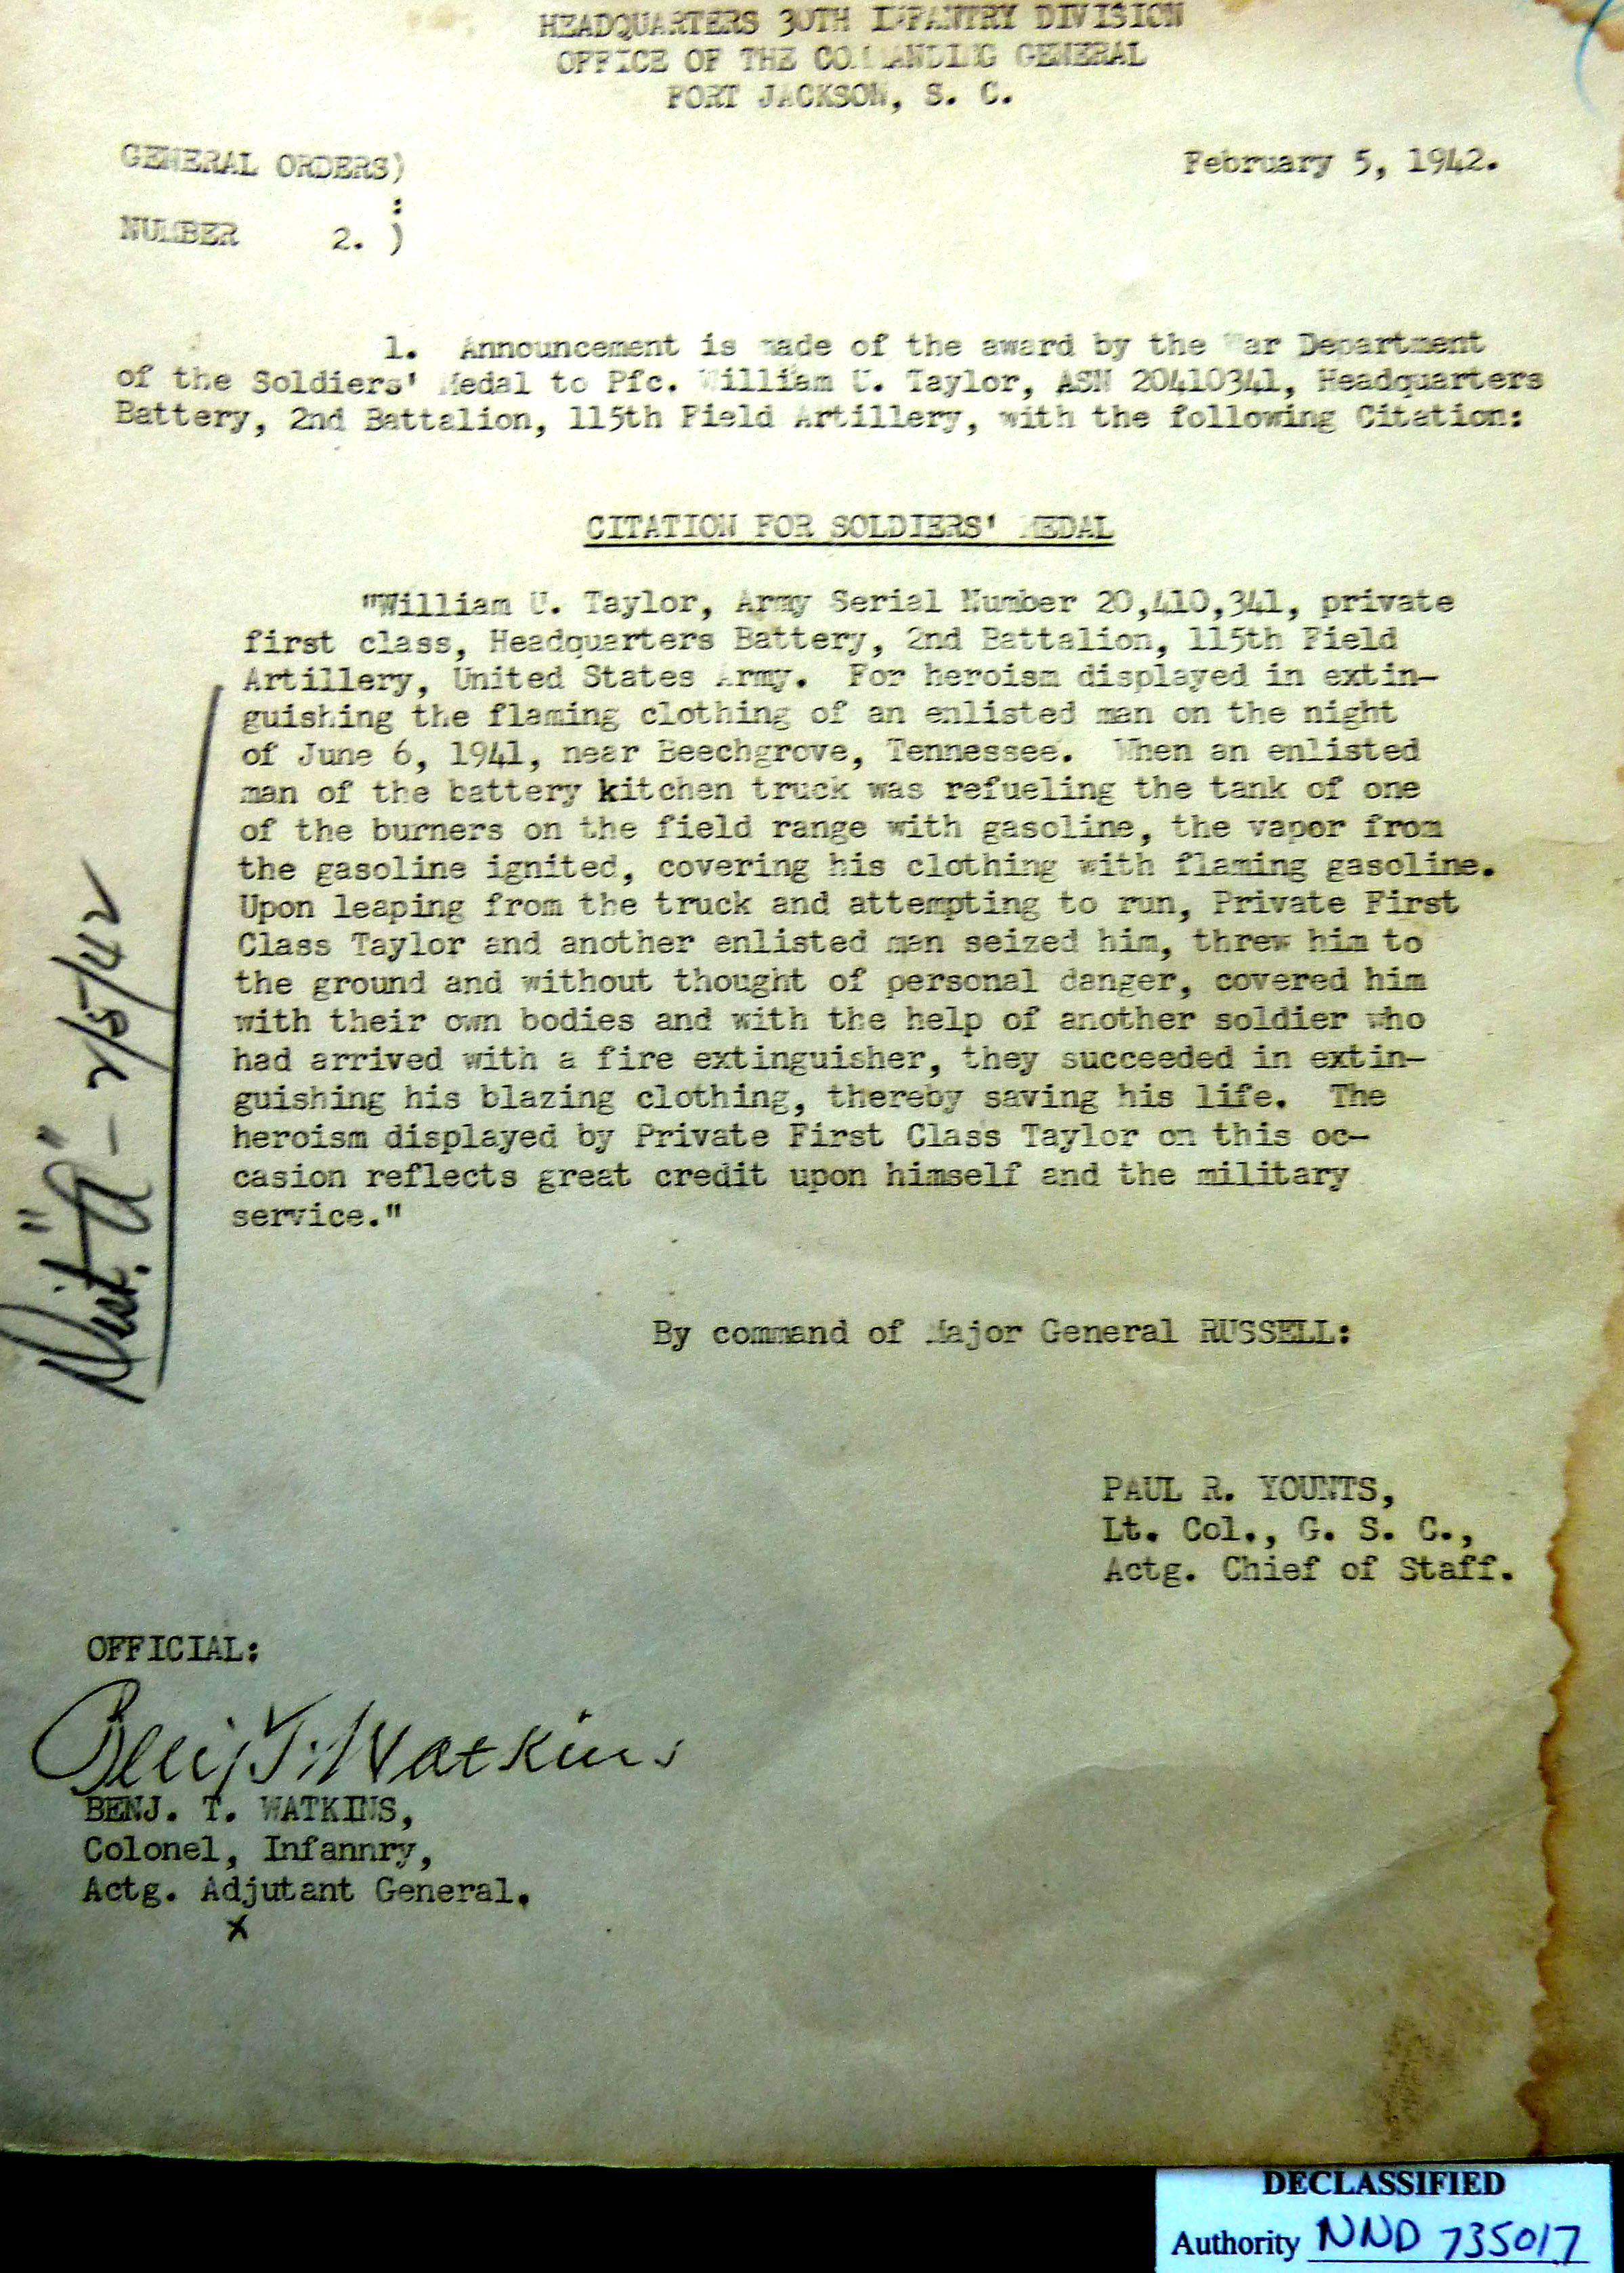 HEADQUARTERS 30TH INFANTRY DIVISION
OFFICE OF THE COMMANDING GENERAL
FORT JACKSON, S. C.
GENERAL ORDERS)
:
NUMBER 2. )
February 5, 1942.
1. Announcement is made of the award by the War Department
of the Soldiers' Medal to Pfc. William U. Taylor, ASN 20410341, Headquarters
Battery, 2nd Battalion, 115th Field Artillery, with the following Citation:
CITATION FOR SOLDIERS' MEDAL
"William U. Taylor, Army Serial Number 20,410,341, private
first class, Headquarters Battery, 2nd Battalion, 115th Field
Artillery, United States Army. For heroism displayed in extin-
guishing the flaming clothing of an enlisted man on the night
of June 6, 1941, near Beechgrove, Tennessee. When an enlisted
man of the battery kitchen truck was refueling the tank of one
of the burners on the field range with gasoline, the vapor from
the gasoline ignited, covering his clothing with flaming gasoline.
Upon leaping from the truck and attempting to run, Private First
Class Taylor and another enlisted man seized him, threw him to
the ground and without thought of personal danger, covered him
with their own bodies and with the help of another soldier who
had arrived with a fire extinguisher, they succeeded in extin-
guishing his blazing clothing, thereby saving his life. The
heroism displayed by Private First Class Taylor on this oc-
casion reflects great credit upon himself and the military
service."
Dist. "A" - 2/5/42
By command of Major General RUSSELL:
PAUL R. YOUNTS,
Lt. Col., G. S. C.,
Actg. Chief of Staff.
OFFICIAL:
Benj. T. Watkins
BENJ. T. WATKINS,
Colonel, Infannry,
Actg. Adjutant General.
x
DECLASSIFIED
Authority NND 735017